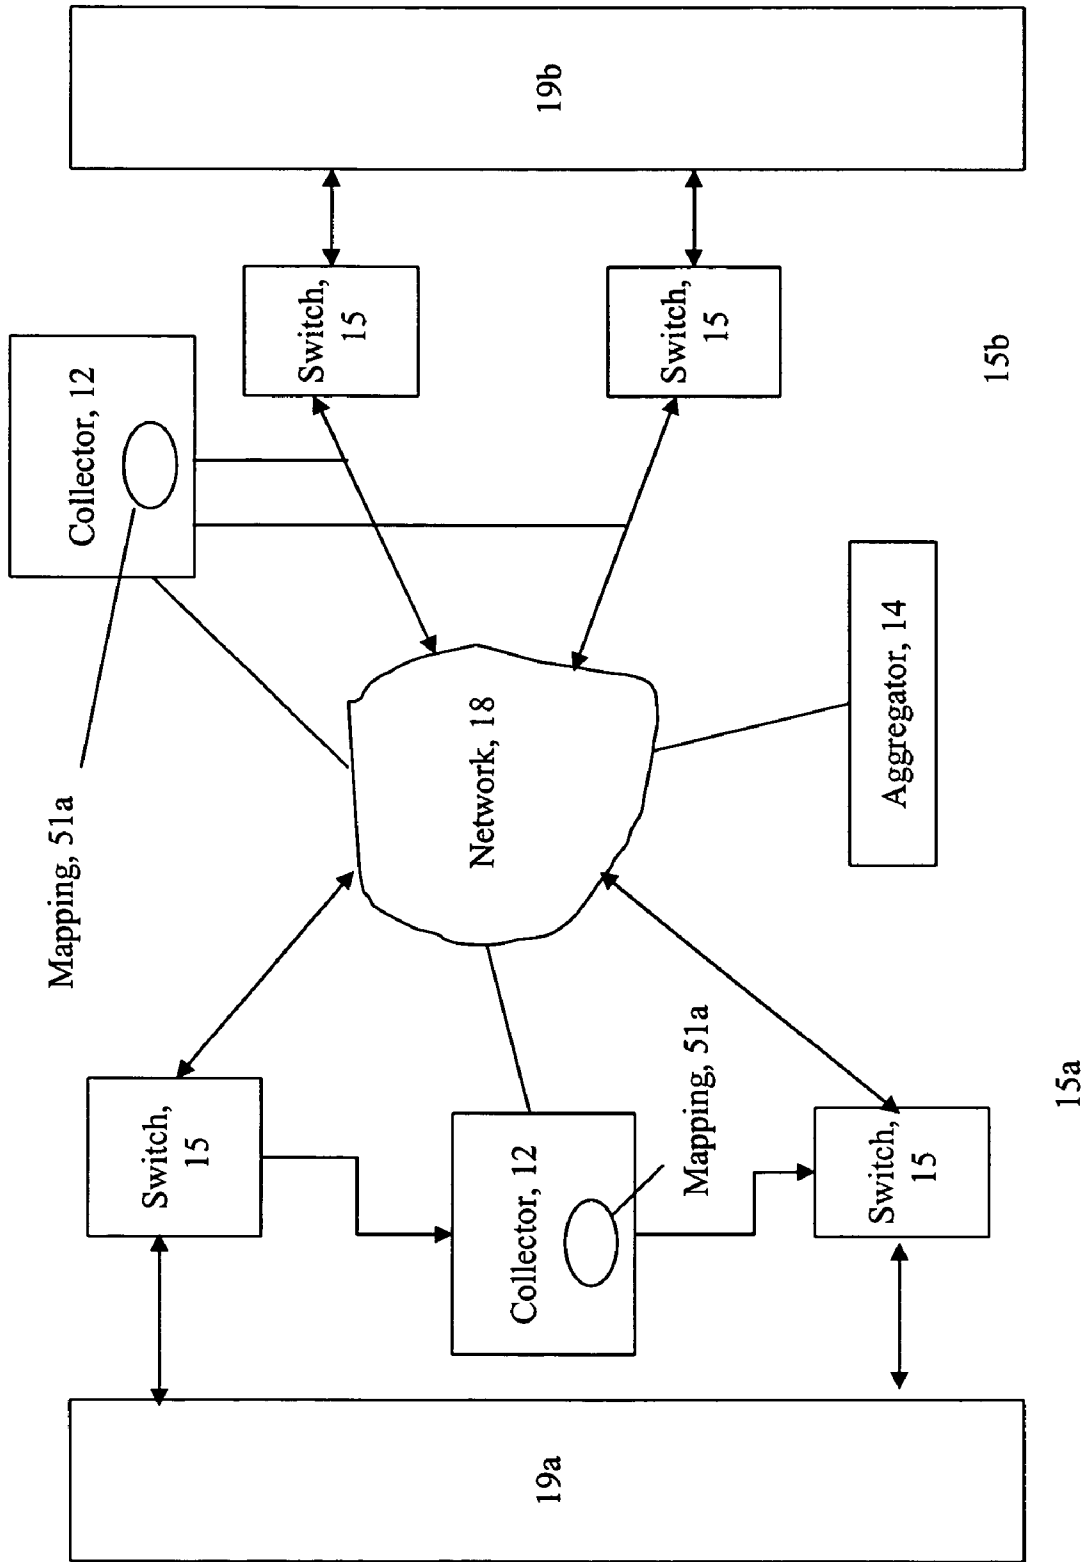 19a
Switch,
15
Collector, 12
Mapping, 51a
Switch,
15
15a
Mapping, 51a
Network, 18
Aggregator, 14
Collector, 12
Switch,
15
Switch,
15
15b
19b